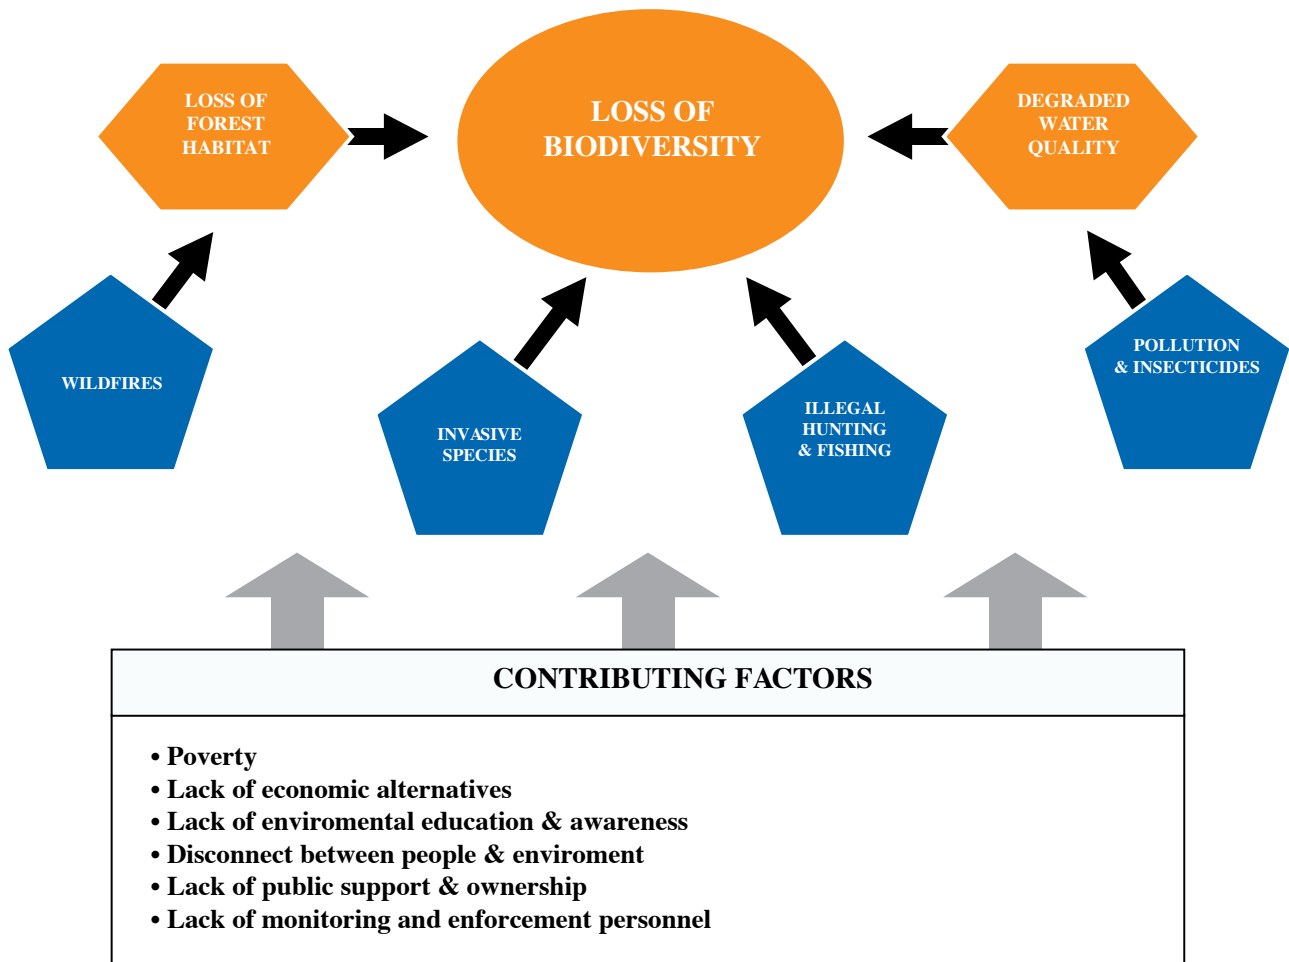 LOSS OF
FOREST
HABITAT
LOSS OF
BIODIVERSITY
DEGRADED
WATER
QUALITY
WILDFIRES
INVASIVE
SPECIES
ILLEGAL
HUNTING
& FISHING
POLLUTION
& INSECTICIDES
CONTRIBUTING FACTORS
• Poverty
• Lack of economic alternatives
• Lack of enviromental education & awareness
• Disconnect between people & enviroment
• Lack of public support & ownership
• Lack of monitoring and enforcement personnel